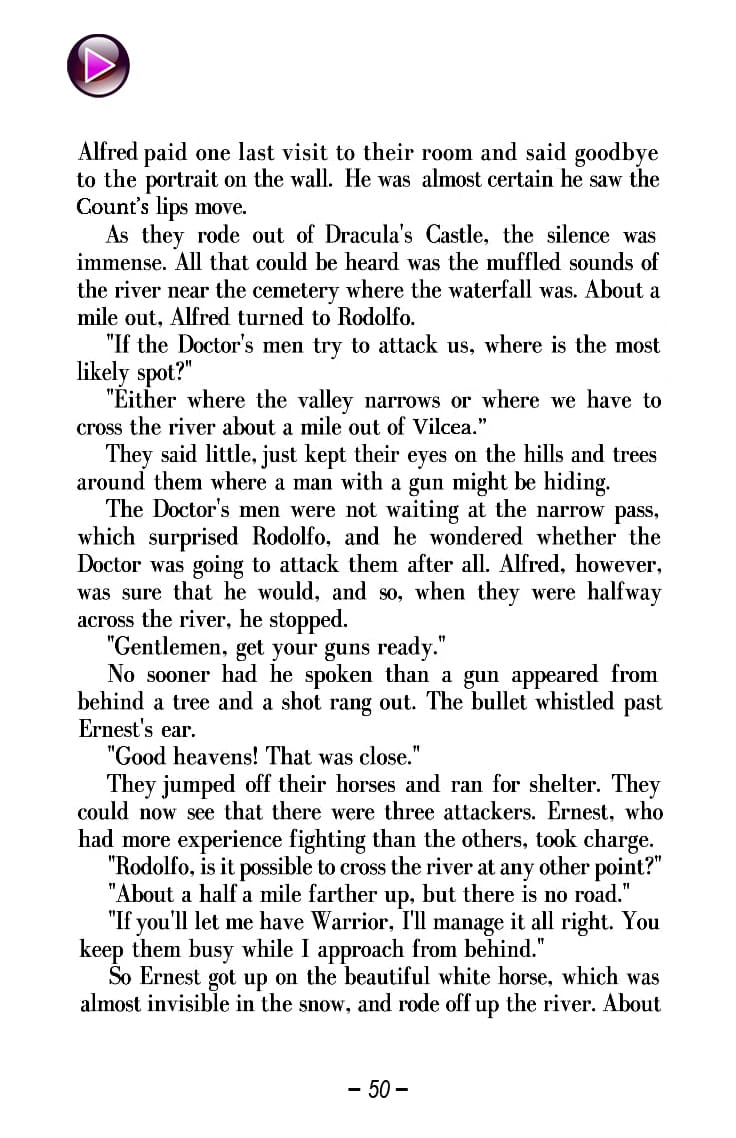 Alfred paid one last visit to their room and said goodbye
to the portrait on the wall. He was almost certain he saw the
Count's lips move.
As they rode out of Dracula's Castle, the silence was
immense. All that could be heard was the muffled sounds of
the river near the cemetery where the waterfall was. About a
mile out, Alfred turned to Rodolfo.
"If the Doctor's men try to attack us, where is the most
likely spot?"
"Either where the valley narrows or where we have to
cross the river about a mile out of Vilcea.”
They said little, just kept their eyes on the hills and trees
around them where a man with a gun might be hiding.
The Doctor's men were not waiting at the narrow pass,
which surprised Rodolfo, and he wondered whether the
Doctor was going to attack them after all. Alfred, however,
was sure that he would, and so, when they were halfway
across the river, he stopped.
"Gentlemen, get your guns ready."
No sooner had he spoken than a gun appeared from
behind a tree and a shot rang out. The bullet whistled past
Ernest's ear.
"Good heavens! That was close."
They jumped off their horses and ran for shelter. They
could now see that there were three attackers. Ernest, who
had more experience fighting than the others, took charge.
"Rodolfo, is it possible to cross the river at any other point?"
"About a half a mile farther up, but there is no road."
"If you'll let me have Warrior, I'll manage it all right. You
keep them busy while I approach from behind."
So Ernest got up on the beautiful white horse, which was
almost invisible in the snow, and rode off up the river. About
– 50 –